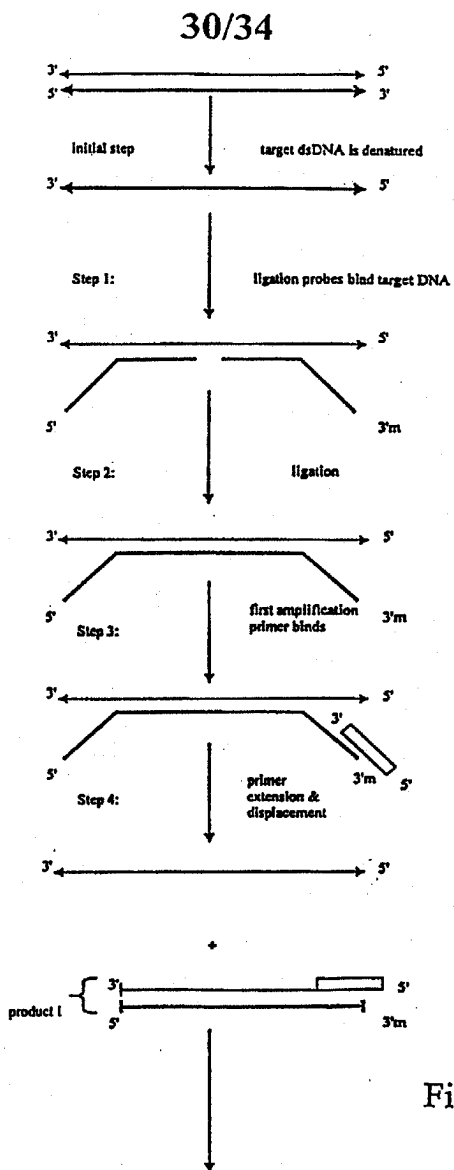 30/34
3' 5'
5' 3'
initial step target dsDNA is denatured
3' 5'
Step 1: ligation probes bind target DNA
3' 5'
5' 3'm
Step 2: ligation
3' 5'
5' 3'm
Step 3: first amplification
primer binds
3' 5'
3'
5' 3'm 5'
Step 4: primer
extension &
displacement
3' 5'
+
3' 5'
product I
5' 3'm
Fi